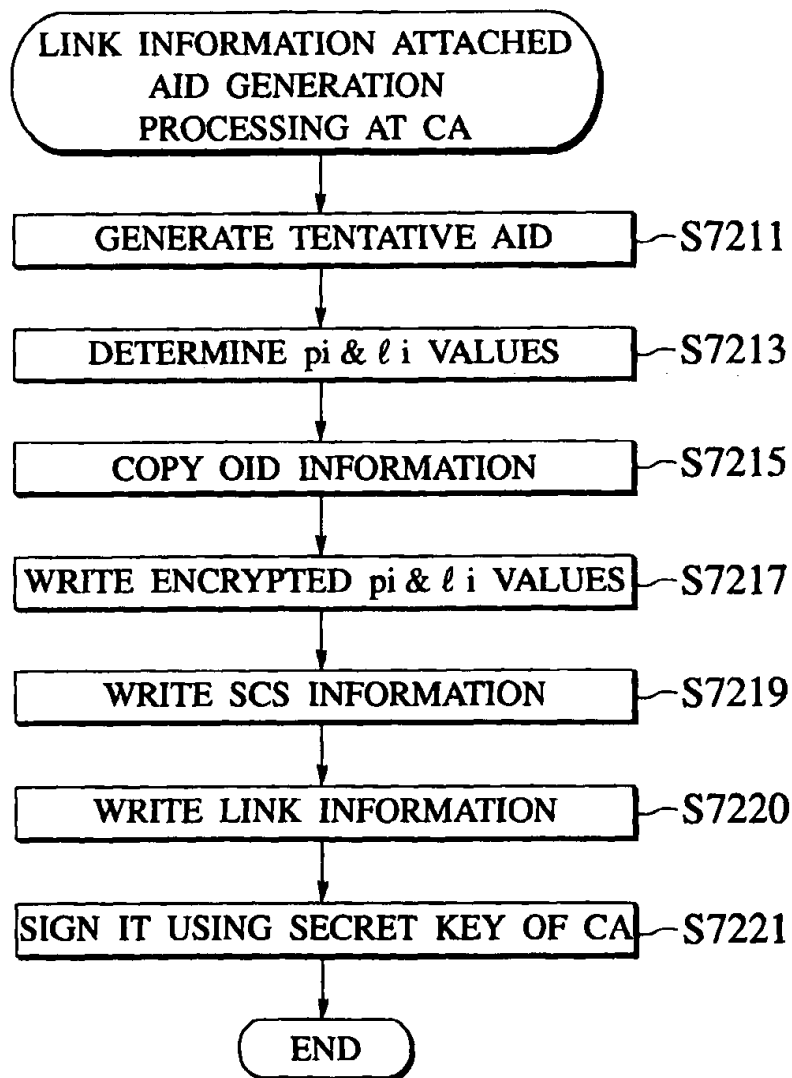 LINK INFORMATION ATTACHED
AID GENERATION
PROCESSING AT CA
GENERATE TENTATIVE AID S7211
DETERMINE pi & ℓ i VALUES S7213
COPY OID INFORMATION S7215
WRITE ENCRYPTED pi & ℓ i VALUES S7217
WRITE SCS INFORMATION S7219
WRITE LINK INFORMATION S7220
SIGN IT USING SECRET KEY OF CA S7221
END